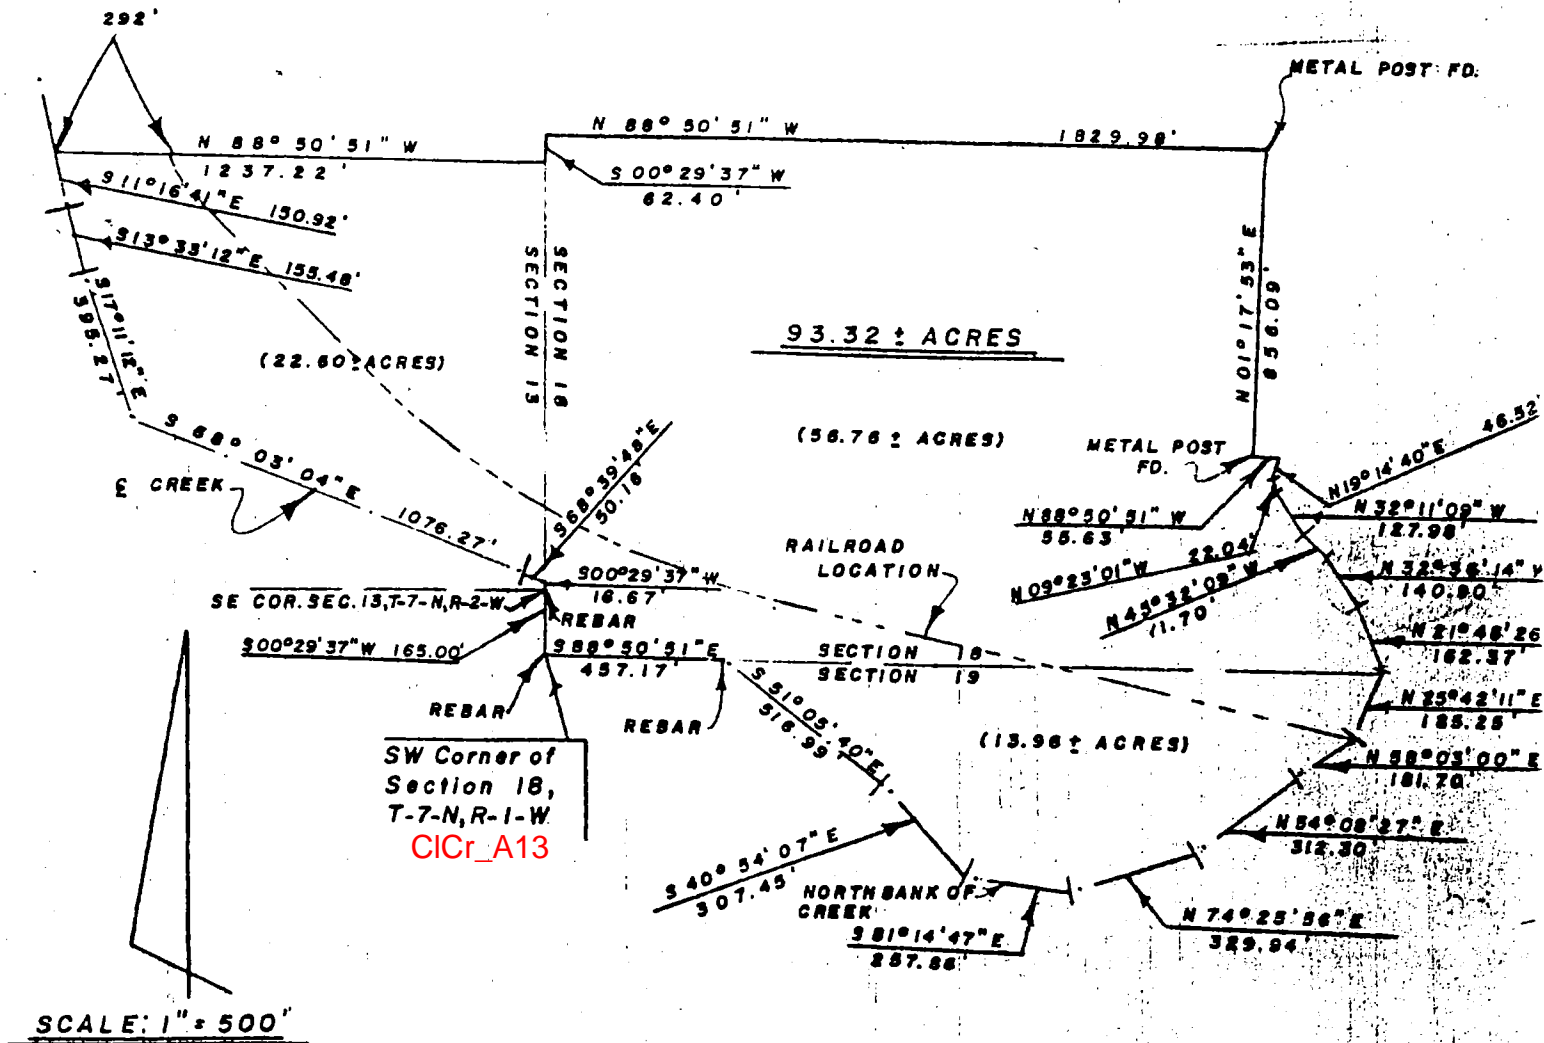 292'
METAL POST FD.
N 88° 50' 51" W
1829.98'
N 88° 50' 51" W
1237.22'
S 00° 29' 37" W
62.40'
S 11° 16' 41" E 150.92'
S 13° 33' 12" E 155.48'
S 17° 11' 12" E
SECTION 13
SECTION 18
N 01° 17' 53" E
856.09'
93.32 ± ACRES
(22.60 ± ACRES)
(56.76 ± ACRES)
METAL POST
FD.
N 19° 14' 40" E 46.52'
S 68° 03' 04" E
1076.27'
℄ CREEK
S 68° 39' 48" E
50.16'
N 88° 50' 51" W
55.63'
N 32° 11' 09" W
127.98'
RAILROAD
LOCATION
N 09° 23' 01" W 22.04'
N 45° 32' 09" W
71.70'
N 32° 36' 14" W
140.90'
S 00° 29' 37" W
16.67'
SE COR. SEC. 13, T-7-N, R-2-W
REBAR
S 00° 29' 37" W 165.00'
S 88° 50' 51" E
457.17'
SECTION 18
SECTION 19
N 21° 48' 26
162.37'
REBAR
REBAR
S 51° 05' 40" E
516.99'
N 25° 42' 11" E
185.25'
(13.96 ± ACRES)
N 58° 03' 00" E
181.70'
SW Corner of
Section 18,
T-7-N, R-1-W
ClCr_A13
N 54° 08' 27" E
312.30'
S 40° 54' 07" E
307.45'
NORTH BANK OF
CREEK
S 81° 14' 47" E
N 74° 25' 56" E
329.94'
SCALE: 1" = 500'